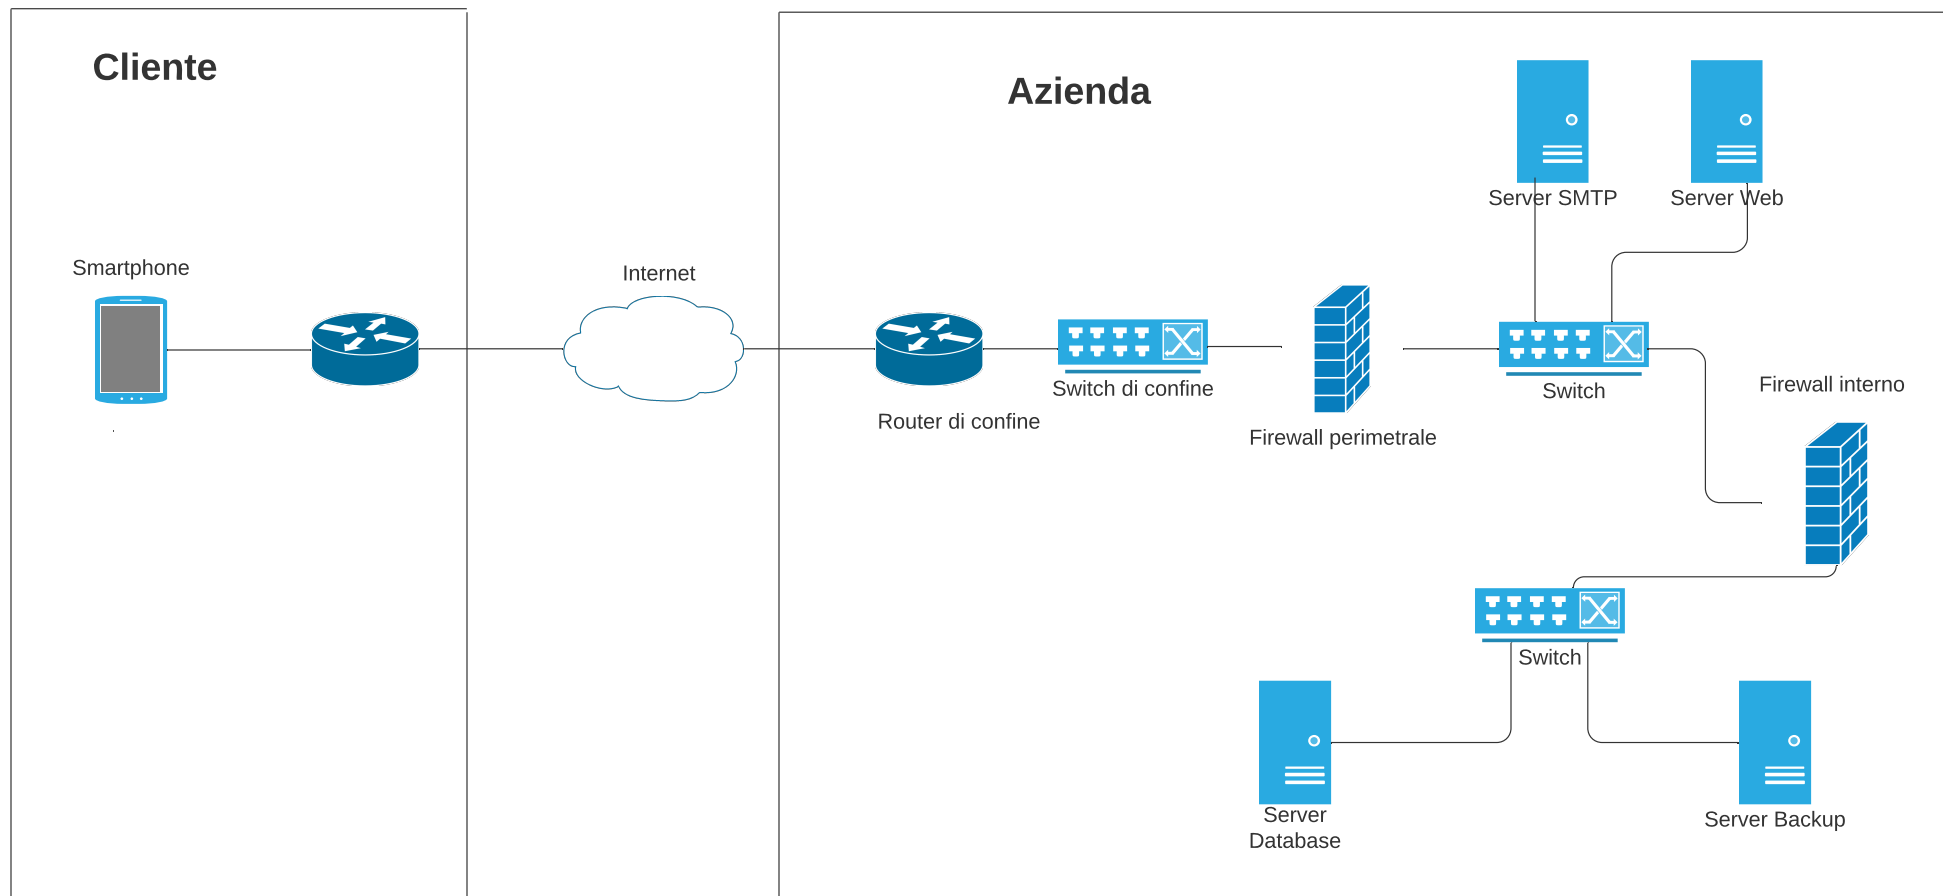 Cliente
Azienda
Server SMTP
Server Web
Smartphone
Internet
Switch di confine
Switch
Firewall interno
Router di confine
Firewall perimetrale
Switch
Server
Database
Server Backup